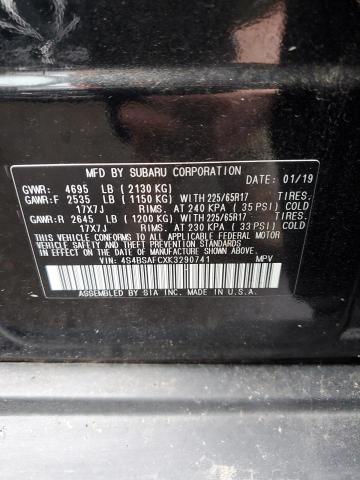 MFD BY SUBARU CORPORATION DATE: 01/19
GVWR: 4695 LB (2130 KG)
GAWR:F 2535 LB (1150 KG) WITH 225/65R17 TIRES.
17X7J RIMS. AT 240 KPA (35 PSI) COLD
GAWR:R 2645 LB (1200 KG) WITH 225/65R17 TIRES.
17X7J RIMS. AT 230 KPA (33 PSI) COLD
THIS VEHICLE CONFORMS TO ALL APPLICABLE FEDERAL MOTOR
VEHICLE SAFETY AND THEFT PREVENTION STANDARDS
IN EFFECT ON THE DATE OF MANUFACTURE SHOWN ABOVE.
VIN: 4S4BSAFCXK3290741 MPV
ASSEMBLED BY SIA INC. MADE IN U.S.A.